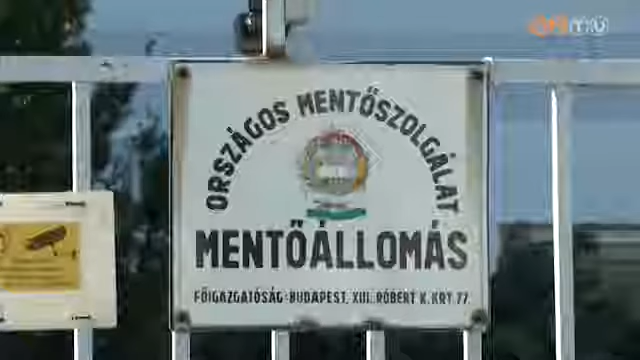 ORSZÁGOS MENTŐSZOLGÁLAT
MENTŐÁLLOMÁS
FŐIGAZGATÓSÁG: BUDAPEST, XIII. RÓBERT K. KRT. 77.